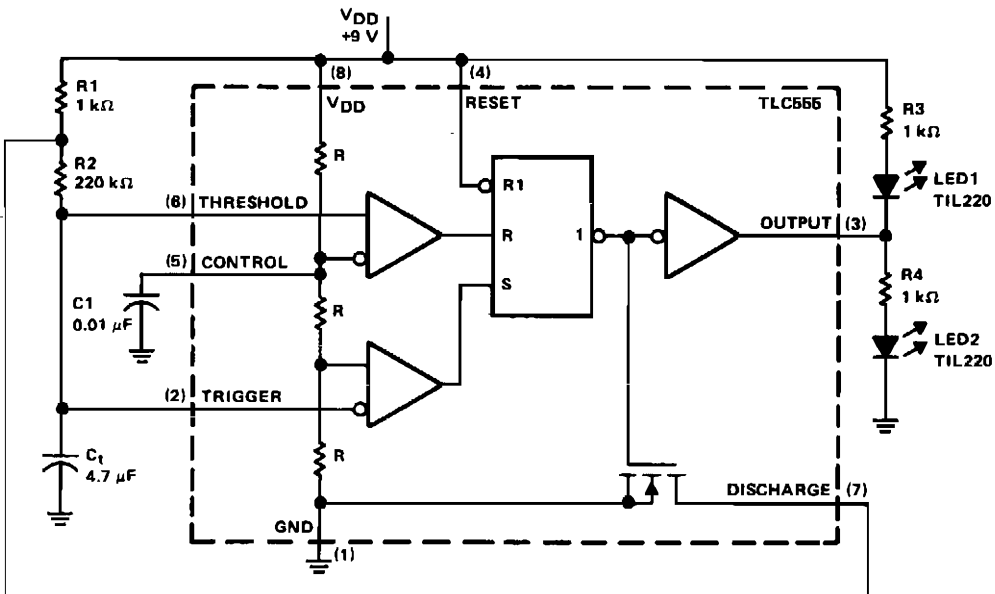 VDD
+9 V
(8)
(4)
R1
1 kΩ
VDD
RESET
TLC555
R3
1 kΩ
R
R2
220 kΩ
R1
LED1
TIL220
(6) THRESHOLD
R
1
OUTPUT (3)
(5) CONTROL
S
R4
1 kΩ
C1
0.01 μF
R
LED2
TIL220
(2) TRIGGER
Ct
4.7 μF
R
DISCHARGE (7)
GND
(1)